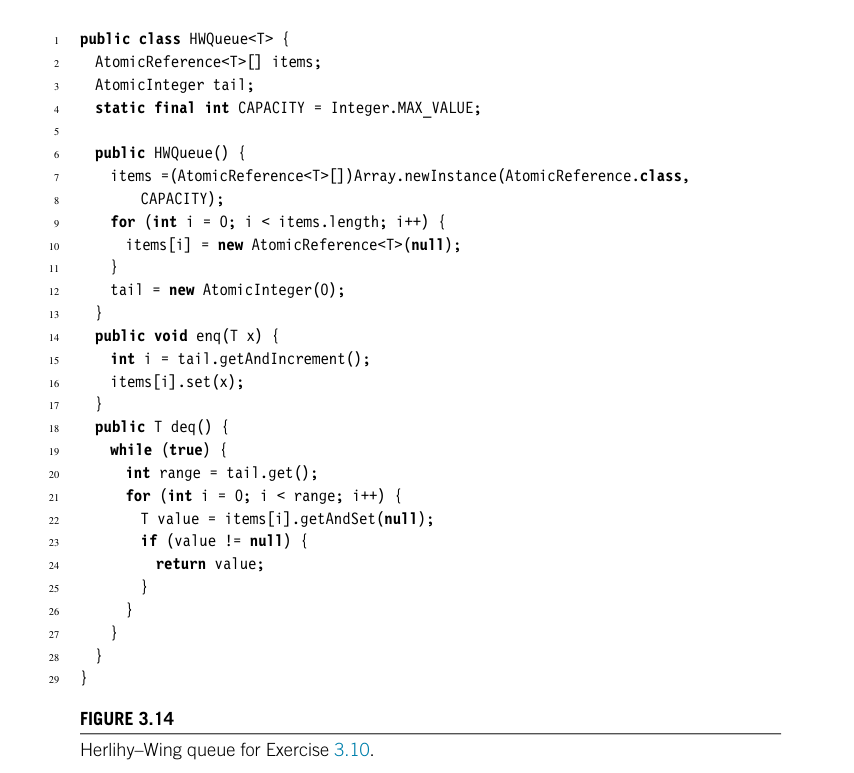 1 public class HWQueue<T> {
2 AtomicReference<T>[] items;
3 AtomicInteger tail;
4 static final int CAPACITY = Integer.MAX_VALUE;
5
6 public HWQueue() {
7 items =(AtomicReference<T>[])Array.newInstance(AtomicReference.class,
8 CAPACITY);
9 for (int i = 0; i < items.length; i++) {
10 items[i] = new AtomicReference<T>(null);
11 }
12 tail = new AtomicInteger(0);
13 }
14 public void enq(T x) {
15 int i = tail.getAndIncrement();
16 items[i].set(x);
17 }
18 public T deq() {
19 while (true) {
20 int range = tail.get();
21 for (int i = 0; i < range; i++) {
22 T value = items[i].getAndSet(null);
23 if (value != null) {
24 return value;
25 }
26 }
27 }
28 }
29 }
FIGURE 3.14
Herlihy–Wing queue for Exercise 3.10.